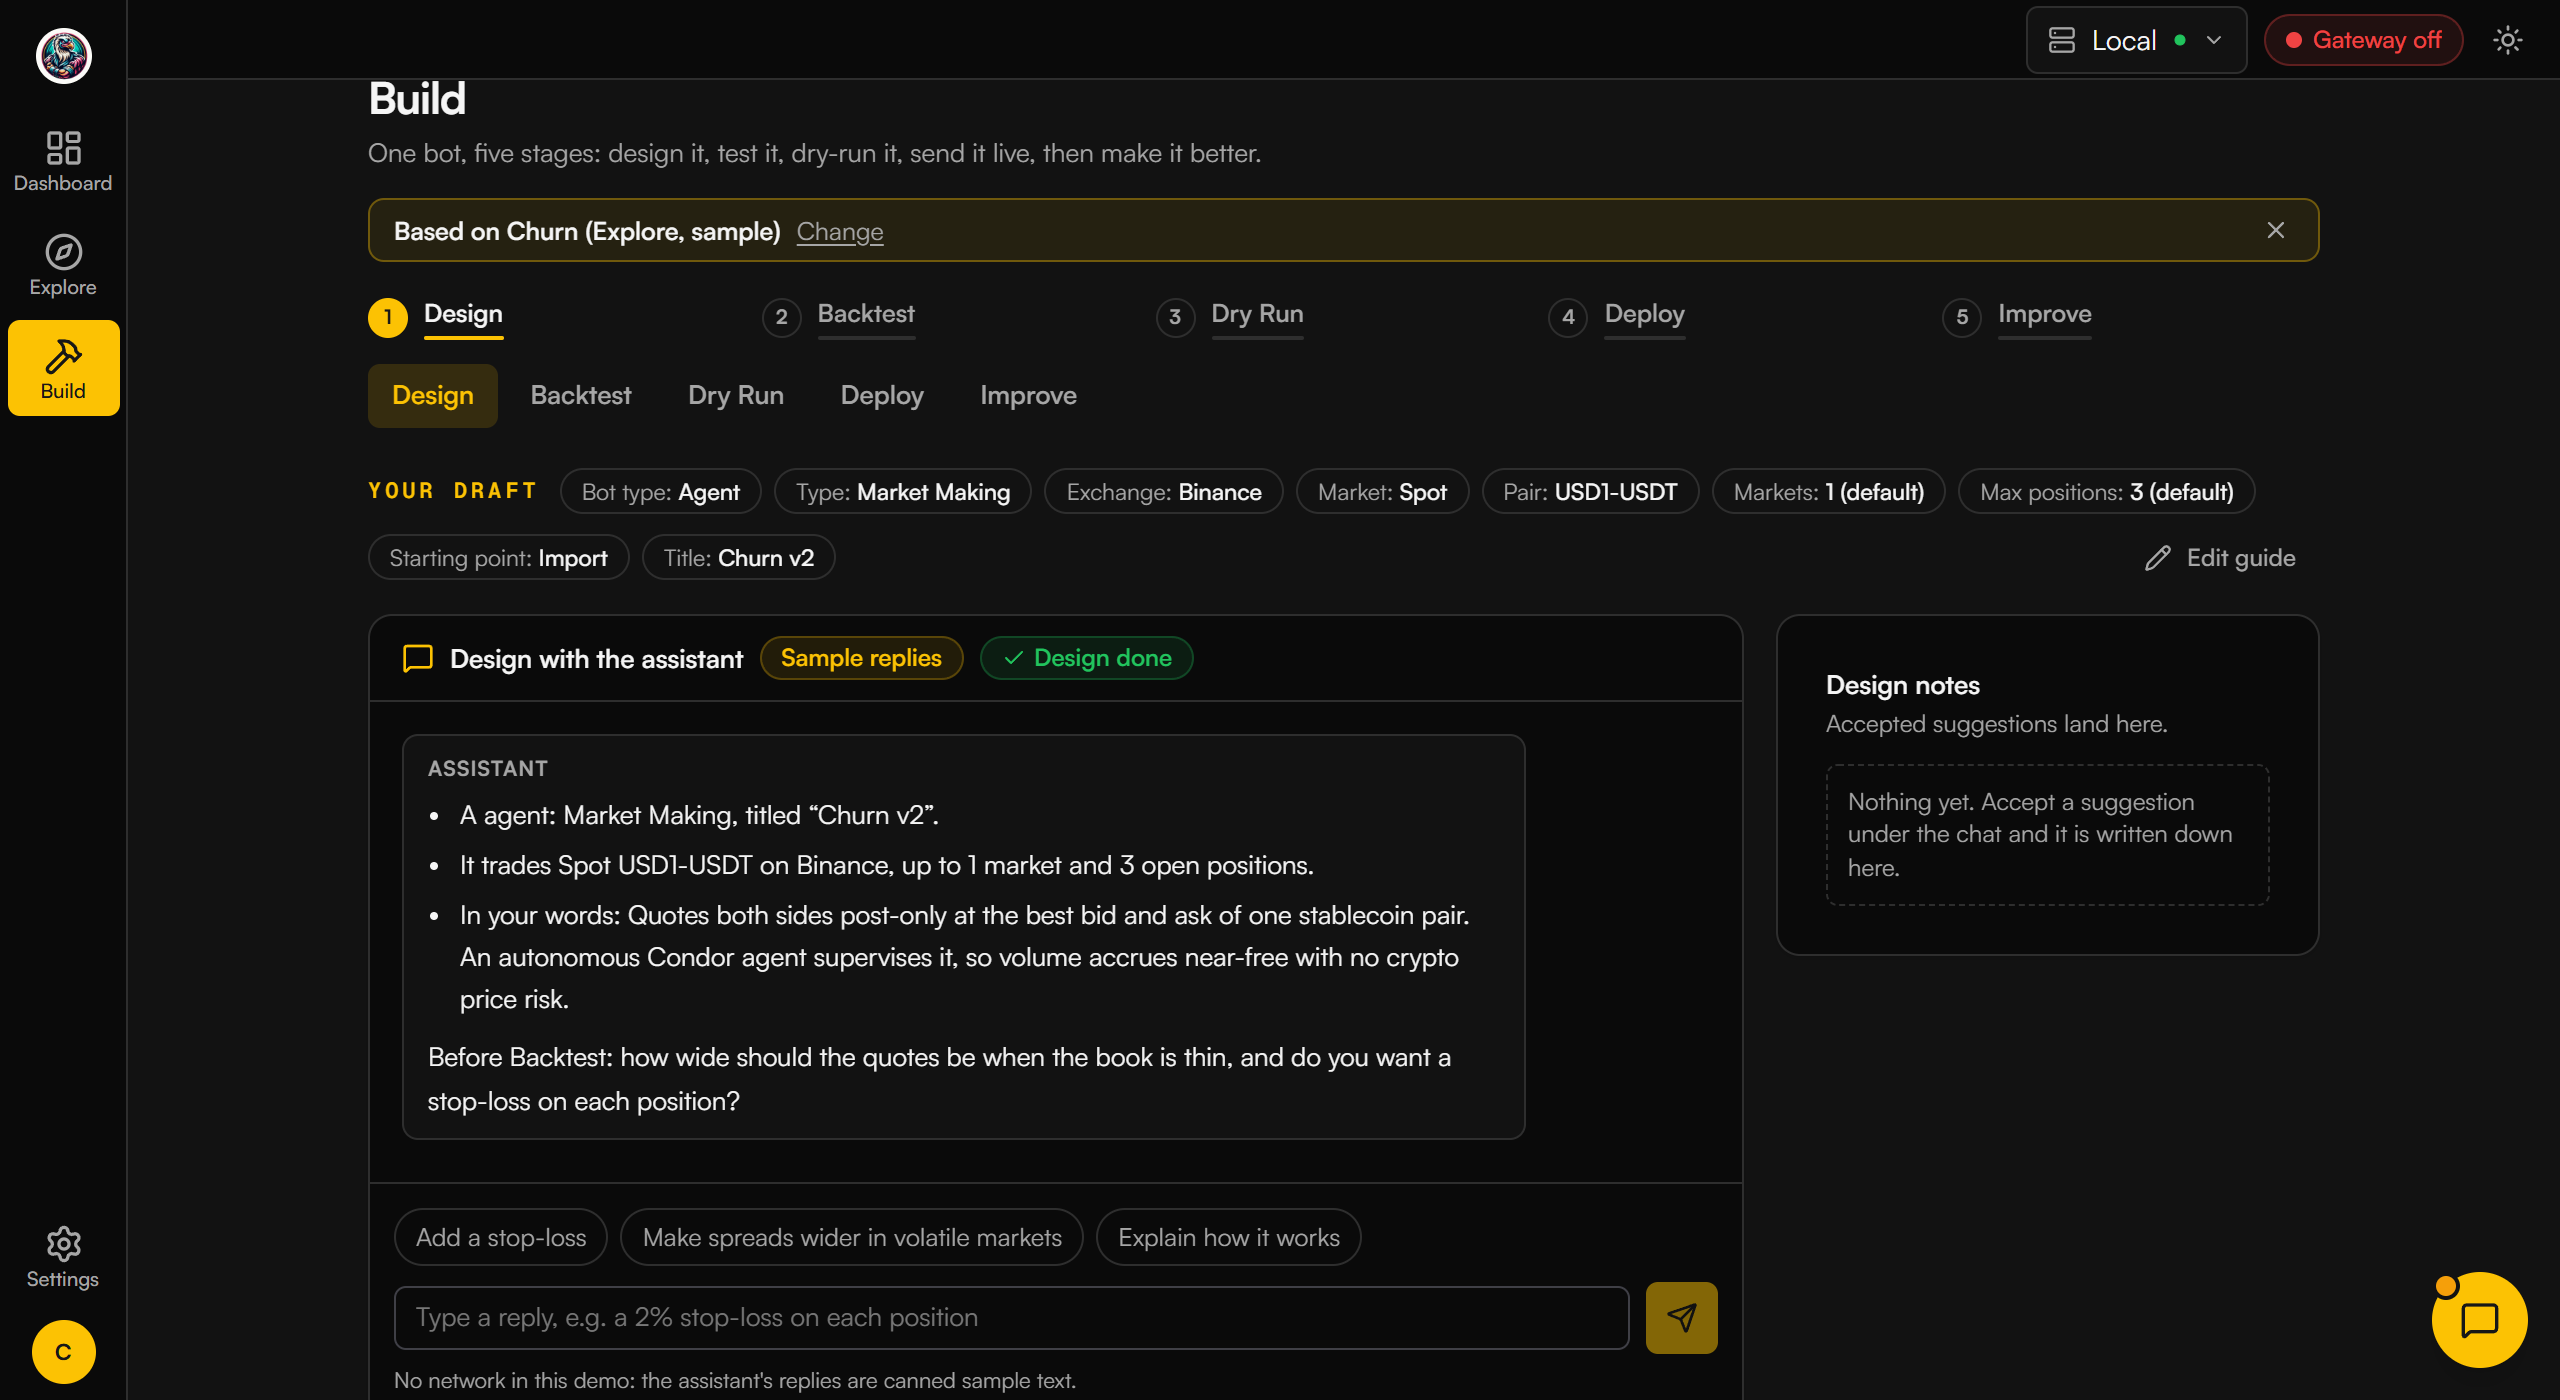 Local
Gateway off
Dashboard
Explore
Build
Settings
C
Build
One bot, five stages: design it, test it, dry-run it, send it live, then make it better.
Based on Churn (Explore, sample) Change
1 Design 2 Backtest 3 Dry Run 4 Deploy 5 Improve
Design Backtest Dry Run Deploy Improve
YOUR DRAFT Bot type: Agent Type: Market Making Exchange: Binance Market: Spot Pair: USD1-USDT Markets: 1 (default) Max positions: 3 (default)
Starting point: Import Title: Churn v2 Edit guide
Design with the assistant Sample replies Design done
ASSISTANT
• A agent: Market Making, titled “Churn v2”.
• It trades Spot USD1-USDT on Binance, up to 1 market and 3 open positions.
• In your words: Quotes both sides post-only at the best bid and ask of one stablecoin pair.
An autonomous Condor agent supervises it, so volume accrues near-free with no crypto
price risk.
Before Backtest: how wide should the quotes be when the book is thin, and do you want a
stop-loss on each position?
Add a stop-loss Make spreads wider in volatile markets Explain how it works
Type a reply, e.g. a 2% stop-loss on each position
No network in this demo: the assistant's replies are canned sample text.
Design notes
Accepted suggestions land here.
Nothing yet. Accept a suggestion
under the chat and it is written down
here.